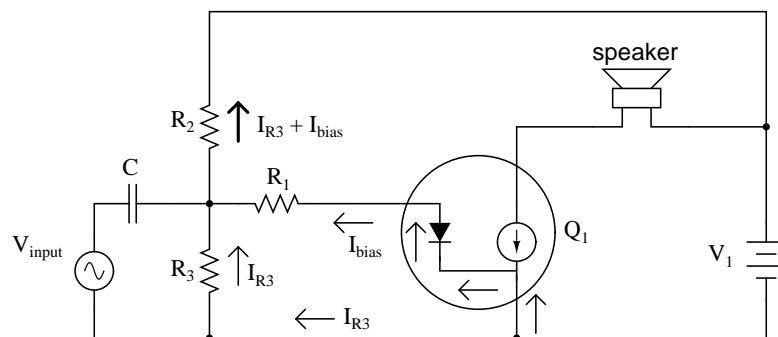 speaker
R2
IR3 + Ibias
C
R1
Vinput
Ibias
Q1
V1
R3
IR3
IR3